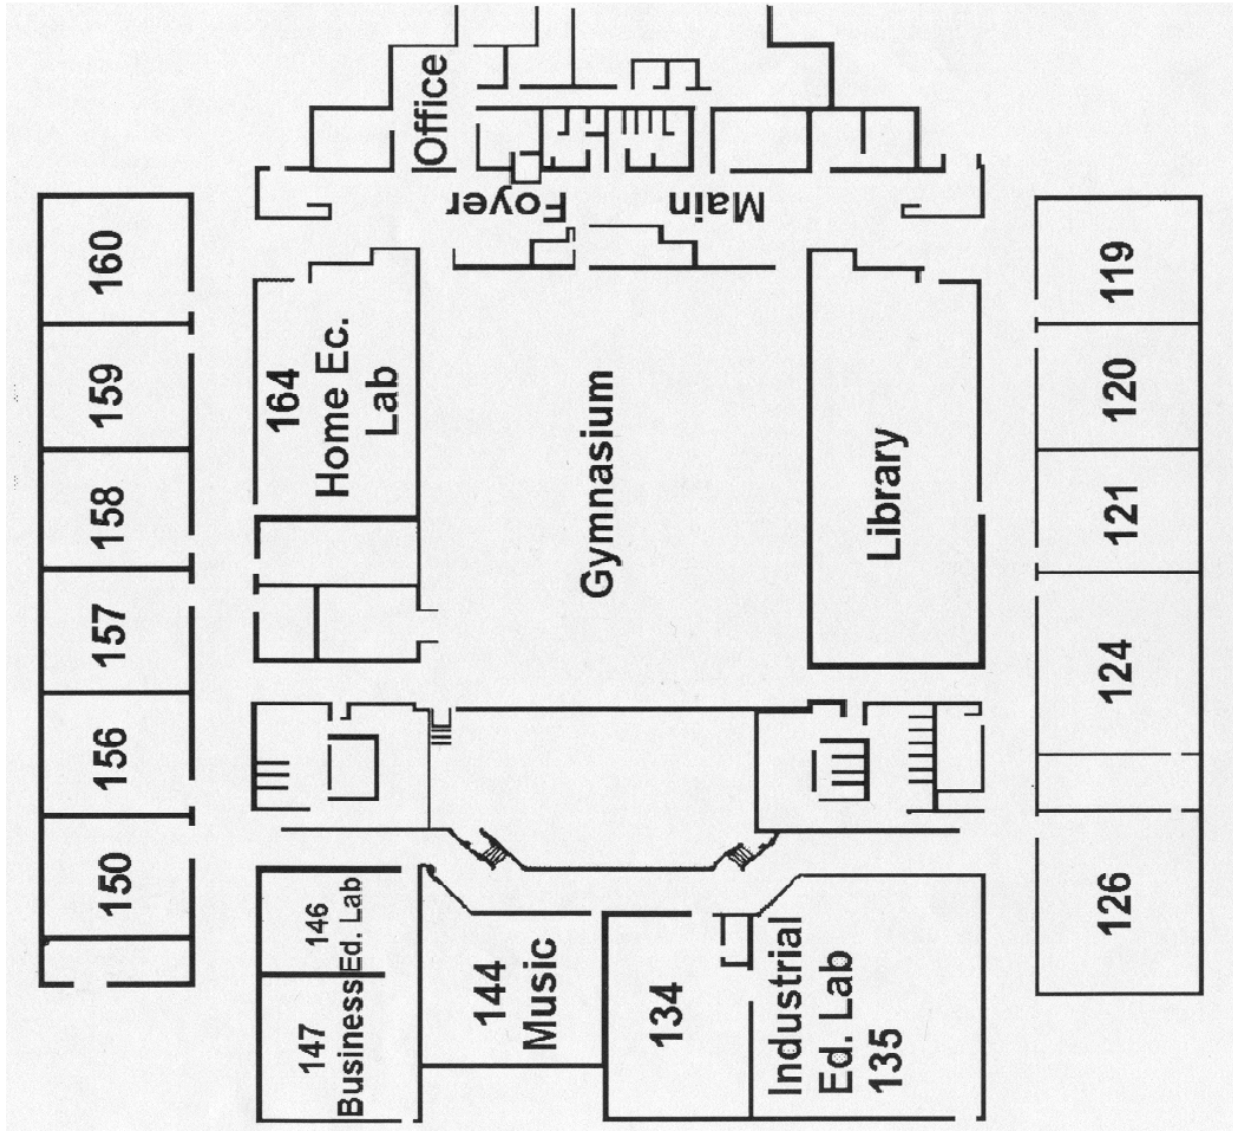 Office
Main
Foyer
160
159
158
157
156
150
164
Home Ec.
Lab
Gymnasium
Library
119
120
121
124
126
146
147
Business Ed. Lab
144
Music
134
Industrial
Ed. Lab
135